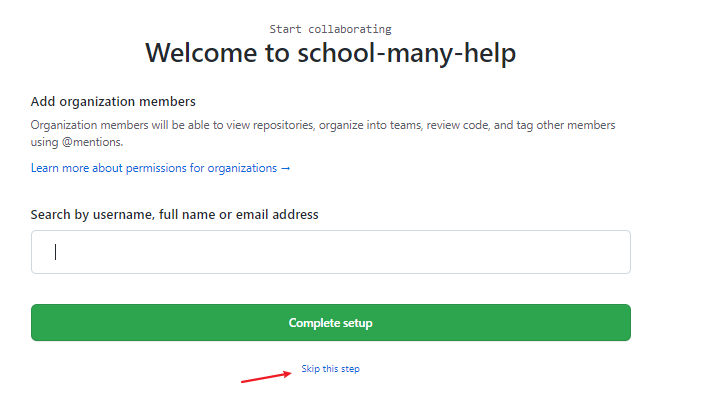 Start collaborating
Welcome to school-many-help
Add organization members
Organization members will be able to view repositories, organize into teams, review code, and tag other members
using @mentions.
Learn more about permissions for organizations →
Search by username, full name or email address
Complete setup
Skip this step